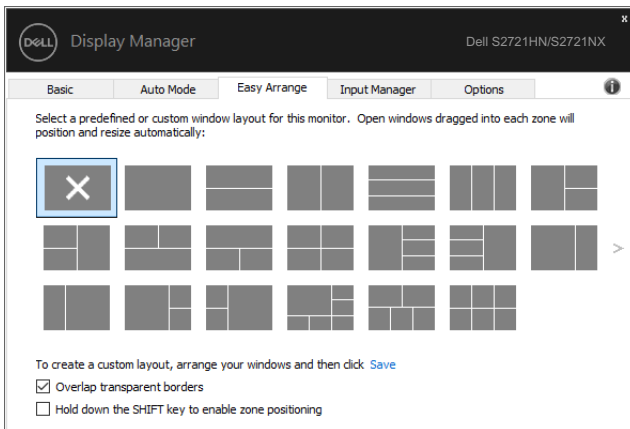 x
DELL Display Manager Dell S2721HN/S2721NX
Basic Auto Mode Easy Arrange Input Manager Options i
Select a predefined or custom window layout for this monitor. Open windows dragged into each zone will
position and resize automatically:
>
To create a custom layout, arrange your windows and then click Save
Overlap transparent borders
Hold down the SHIFT key to enable zone positioning